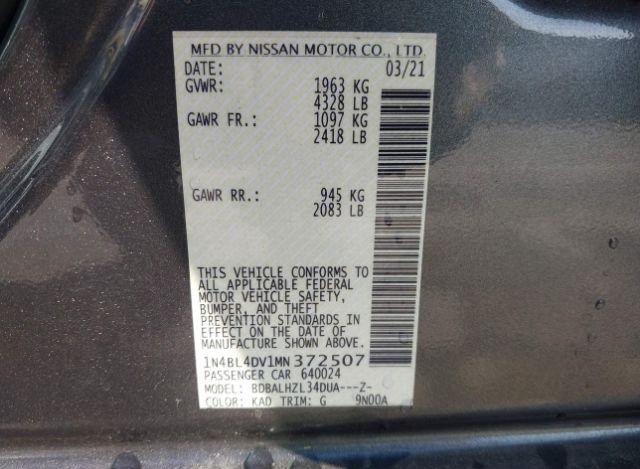 MFD BY NISSAN MOTOR CO., LTD.
DATE: 03/21
GVWR: 1963 KG
4328 LB
GAWR FR.: 1097 KG
2418 LB
GAWR RR.: 945 KG
2083 LB
THIS VEHICLE CONFORMS TO
ALL APPLICABLE FEDERAL
MOTOR VEHICLE SAFETY,
BUMPER, AND THEFT
PREVENTION STANDARDS IN
EFFECT ON THE DATE OF
MANUFACTURE SHOWN ABOVE.
1N4BL4DV1MN372507
PASSENGER CAR 640024
MODEL: BDBALHZL34DUA---Z-
COLOR: KAD TRIM: G 9N00A